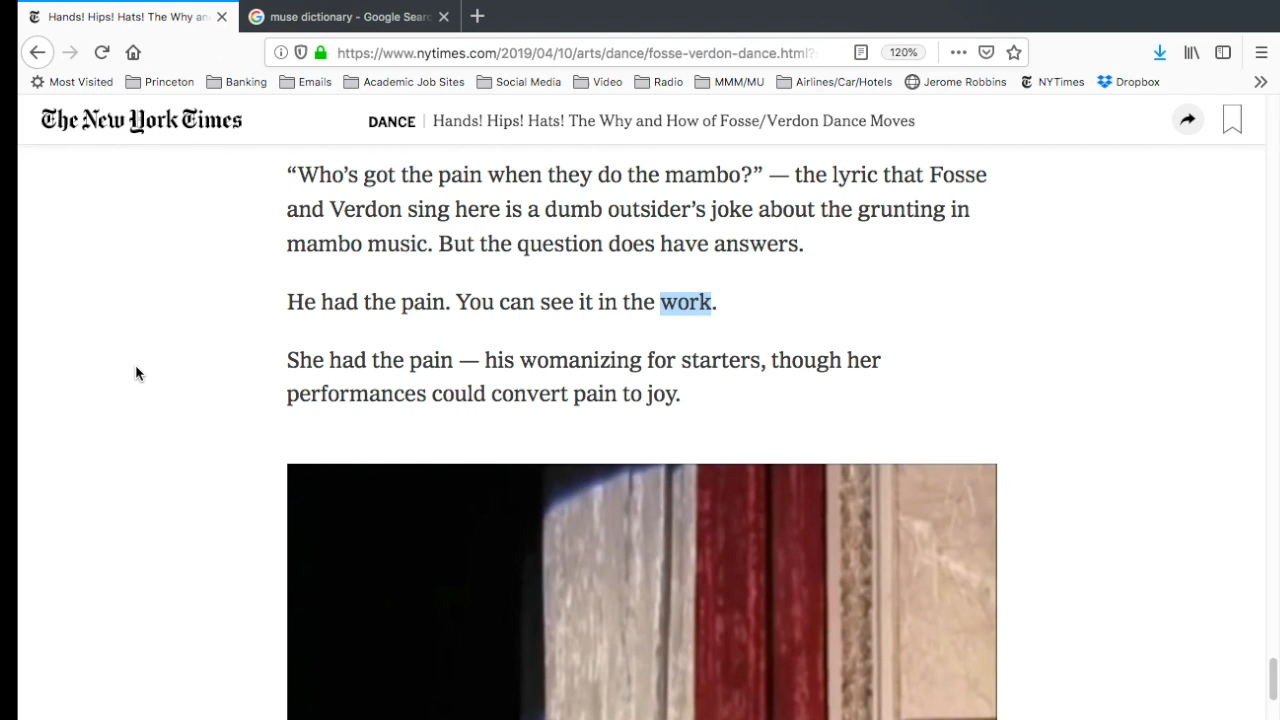 Hands! Hips! Hats! The Why an
muse dictionary - Google Searc
https://www.nytimes.com/2019/04/10/arts/dance/fosse-verdon-dance.html?
120%
Most Visited Princeton Banking Emails Academic Job Sites Social Media Video Radio MMM/MU Airlines/Car/Hotels Jerome Robbins NYTimes Dropbox
The New York Times
DANCE | Hands! Hips! Hats! The Why and How of Fosse/Verdon Dance Moves
“Who’s got the pain when they do the mambo?” — the lyric that Fosse
and Verdon sing here is a dumb outsider’s joke about the grunting in
mambo music. But the question does have answers.
He had the pain. You can see it in the work.
She had the pain — his womanizing for starters, though her
performances could convert pain to joy.